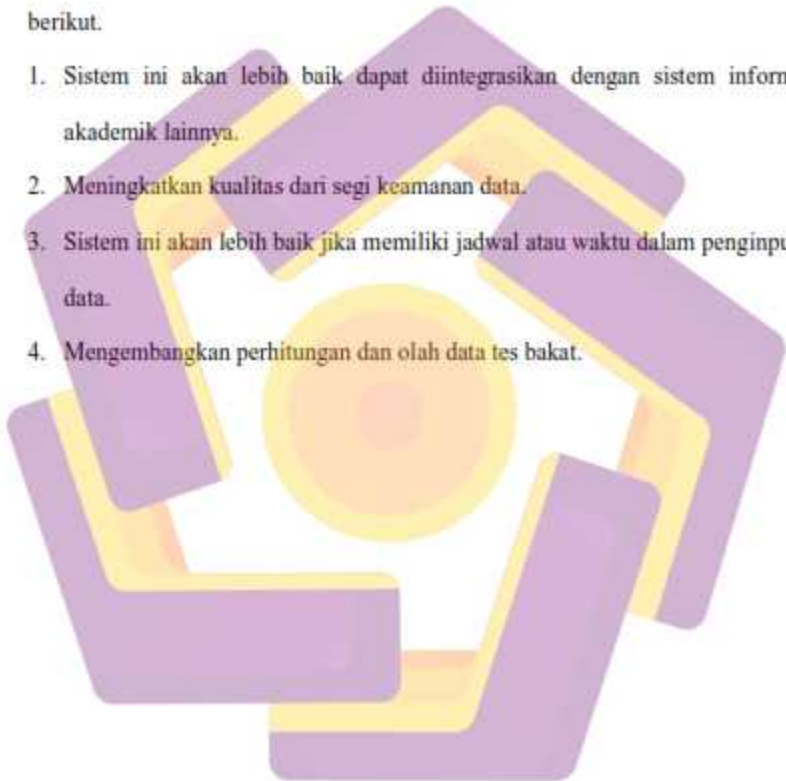 berikut.
1. Sistem ini akan lebih baik dapat diintegrasikan dengan sistem inform
akademik lainnya.
2. Meningkatkan kualitas dari segi keamanan data.
3. Sistem ini akan lebih baik jika memiliki jadwal atau waktu dalam penginpu
data.
4. Mengembangkan perhitungan dan olah data tes bakat.